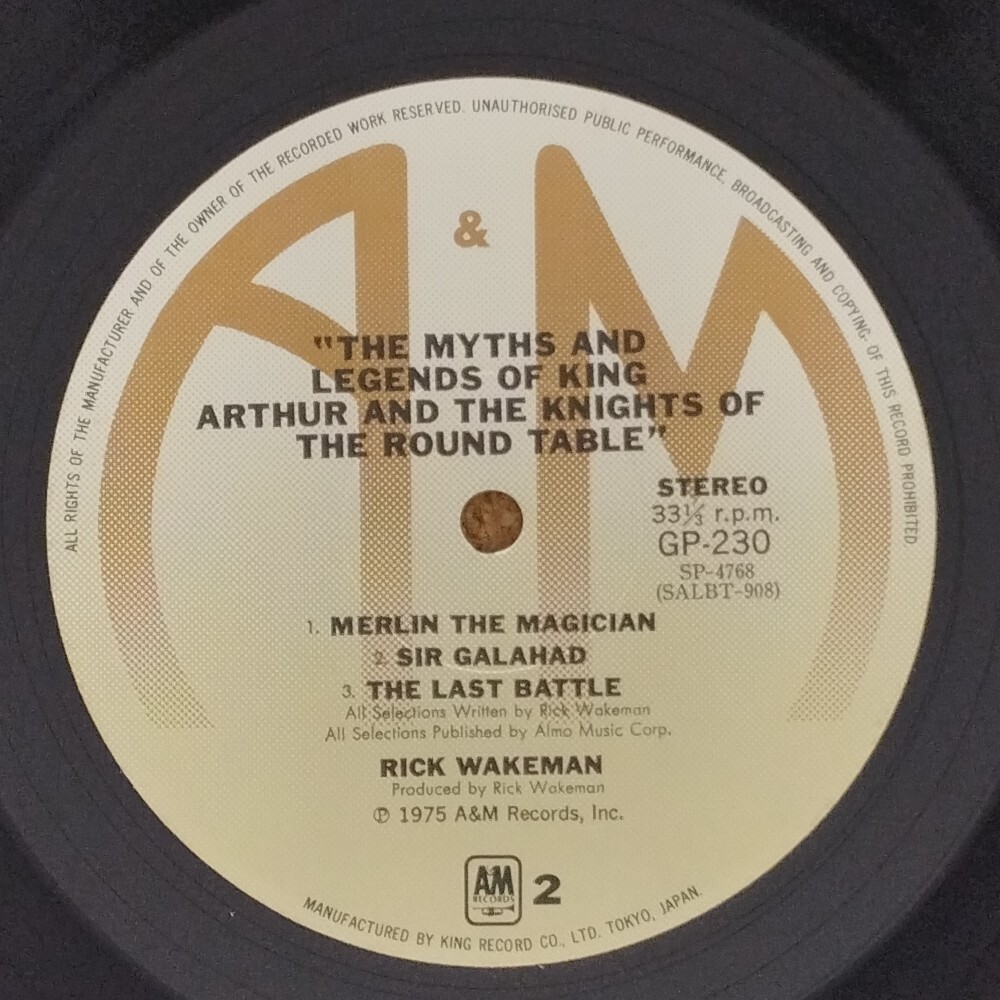 ALL RIGHTS OF THE MANUFACTURER AND OF THE OWNER OF THE RECORDED WORK RESERVED. UNAUTHORISED PUBLIC PERFORMANCE, BROADCASTING AND COPYING. OF THIS RECORD PROHIBITED
A & M
"THE MYTHS AND
LEGENDS OF KING
ARTHUR AND THE KNIGHTS OF
THE ROUND TABLE"
STEREO
33⅓ r.p.m.
GP-230
SP-4768
(SALBT-908)
1. MERLIN THE MAGICIAN
2. SIR GALAHAD
3. THE LAST BATTLE
All Selections Written by Rick Wakeman
All Selections Published by Almo Music Corp.
RICK WAKEMAN
Produced by Rick Wakeman
℗ 1975 A&M Records, Inc.
A&M 2
RECORDS
MANUFACTURED BY KING RECORD CO., LTD. TOKYO, JAPAN.